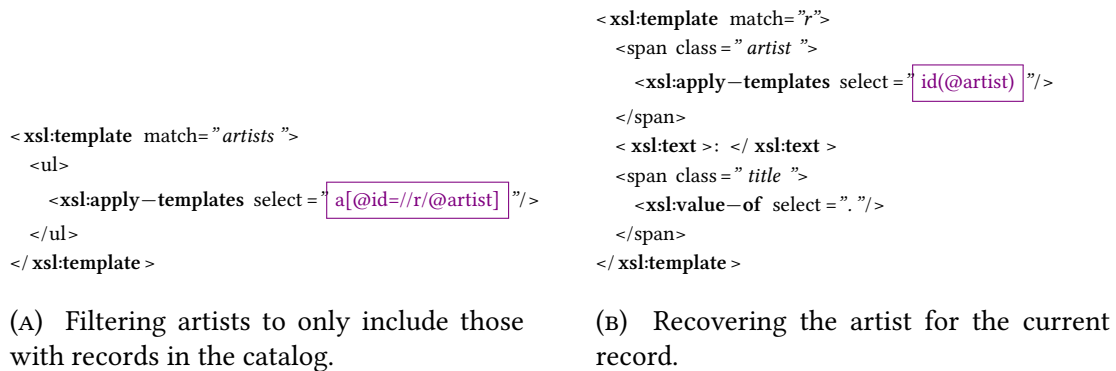 < xsl:template match=" artists ">
<ul>
<xsl:apply−templates select=" a[@id=//r/@artist] "/>
</ul>
</ xsl:template >
(A) Filtering artists to only include those
with records in the catalog.
< xsl:template match="r">
<span class=" artist ">
<xsl:apply−templates select=" id(@artist) "/>
</span>
< xsl:text >: </ xsl:text >
<span class=" title ">
<xsl:value−of select=". "/>
</span>
</ xsl:template >
(B) Recovering the artist for the current
record.